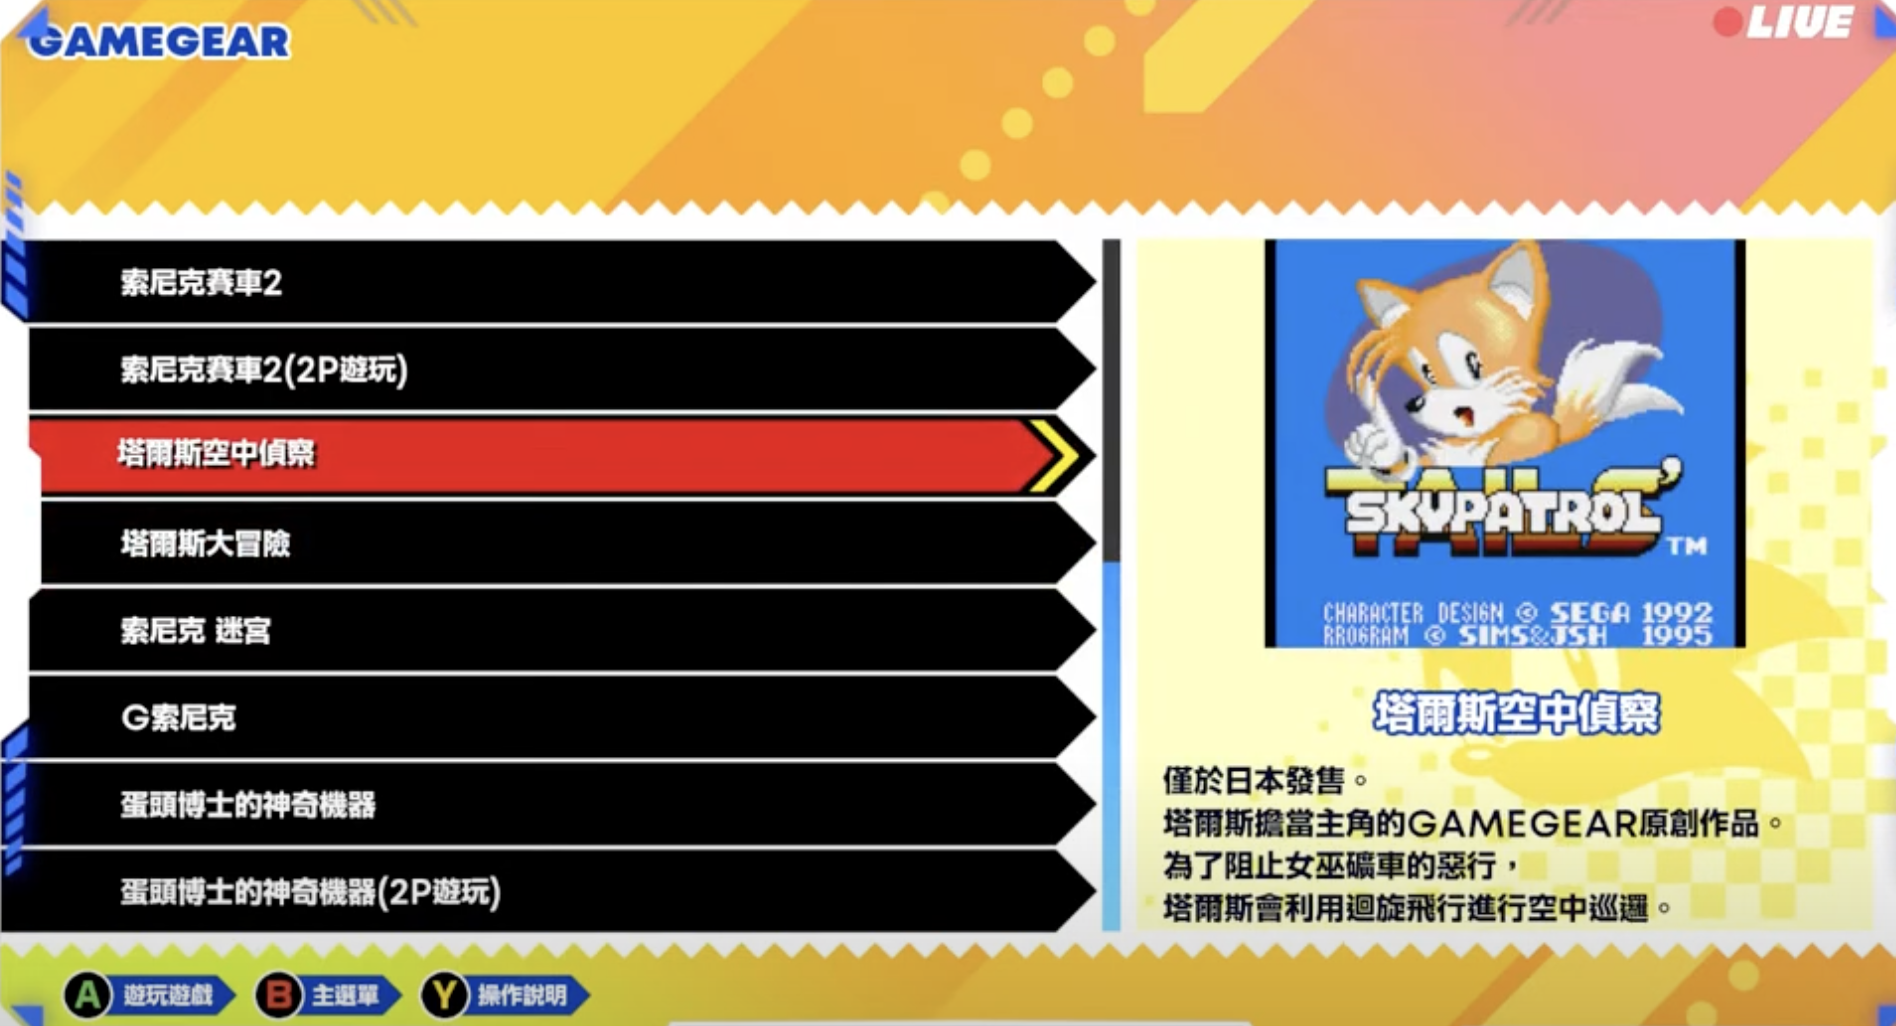 GAMEGEAR
LIVE
索尼克賽車2
索尼克賽車2(2P遊玩)
塔爾斯空中偵察
塔爾斯大冒險
索尼克 迷宮
G索尼克
蛋頭博士的神奇機器
蛋頭博士的神奇機器(2P遊玩)
TAILS'
SKYPATROL
TM
CHARACTER DESIGN © SEGA 1992
RROGRAM © SIMS&JSH 1995
塔爾斯空中偵察
僅於日本發售。
塔爾斯擔當主角的GAMEGEAR原創作品。
為了阻止女巫礦車的惡行，
塔爾斯會利用迴旋飛行進行空中巡邏。
A 遊玩遊戲 B 主選單 Y 操作說明